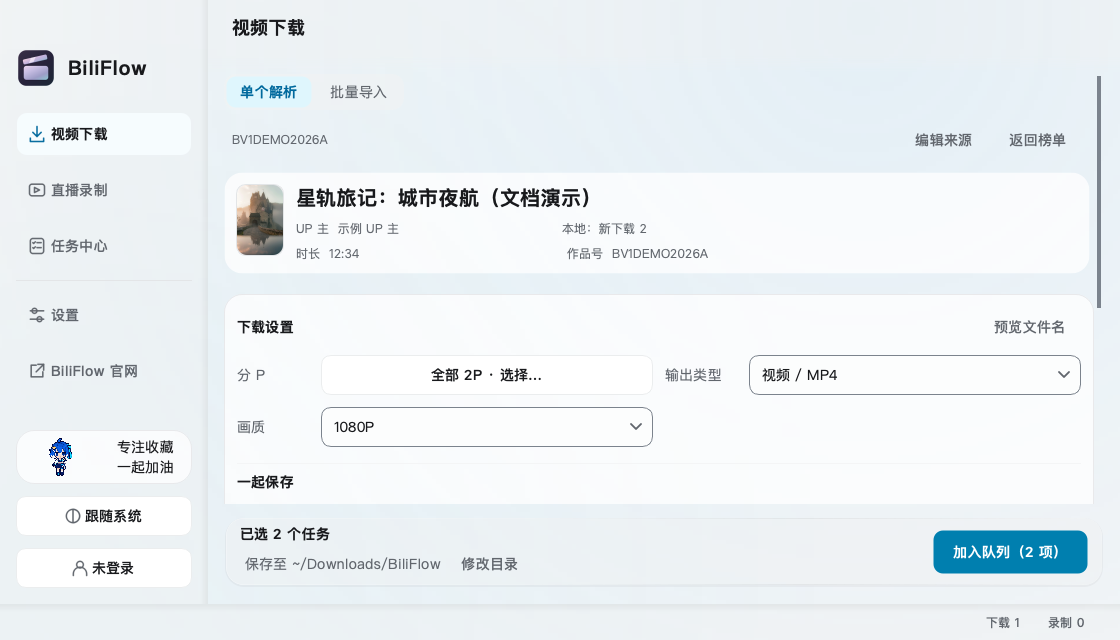 BiliFlow
视频下载
直播录制
任务中心
设置
BiliFlow 官网
专注收藏
一起加油
跟随系统
未登录
视频下载
单个解析 批量导入
BV1DEMO2026A 编辑来源 返回榜单
星轨旅记：城市夜航（文档演示）
UP 主 示例 UP 主 本地：新下载 2
时长 12:34 作品号 BV1DEMO2026A
下载设置 预览文件名
分 P 全部 2P · 选择... 输出类型 视频 / MP4
画质 1080P
一起保存
已选 2 个任务
保存至 ~/Downloads/BiliFlow 修改目录
加入队列（2 项）
下载 1 录制 0